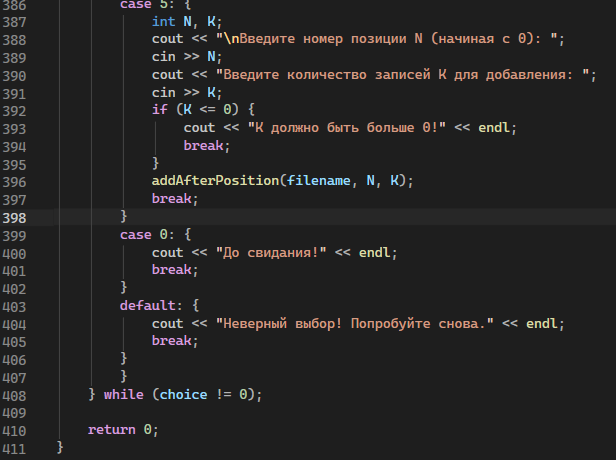 386 case 5: {
387 int N, K;
388 cout << "\nВведите номер позиции N (начиная с 0): ";
389 cin >> N;
390 cout << "Введите количество записей K для добавления: ";
391 cin >> K;
392 if (K <= 0) {
393 cout << "K должно быть больше 0!" << endl;
394 break;
395 }
396 addAfterPosition(filename, N, K);
397 break;
398 }
399 case 0: {
400 cout << "До свидания!" << endl;
401 break;
402 }
403 default: {
404 cout << "Неверный выбор! Попробуйте снова." << endl;
405 break;
406 }
407 }
408 } while (choice != 0);
409
410 return 0;
411 }